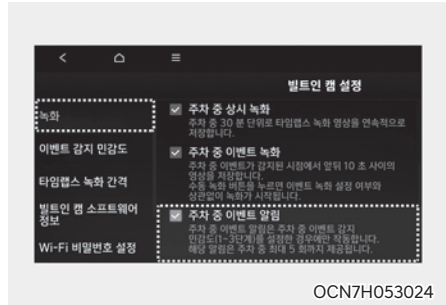 빌트인 캠 설정
녹화
이벤트 감지 민감도
타임랩스 녹화 간격
빌트인 캠 소프트웨어
정보
Wi-Fi 비밀번호 설정
주차 중 상시 녹화
주차 중 30 분 단위로 타임랩스 녹화 영상을 연속적으로
저장합니다.
주차 중 이벤트 녹화
주차 중 이벤트가 감지된 시점에서 앞뒤 10 초 사이의
영상을 저장합니다.
수동 녹화 버튼을 누르면 이벤트 녹화 설정 여부와
상관없이 녹화가 시작됩니다.
주차 중 이벤트 알림
주차 중 이벤트 알림은 주차 중 이벤트 감지
민감도(1~3단계)를 설정한 경우에만 작동합니다.
해당 알림은 주차 중 최대 5 회까지 제공됩니다.
OCN7H053024